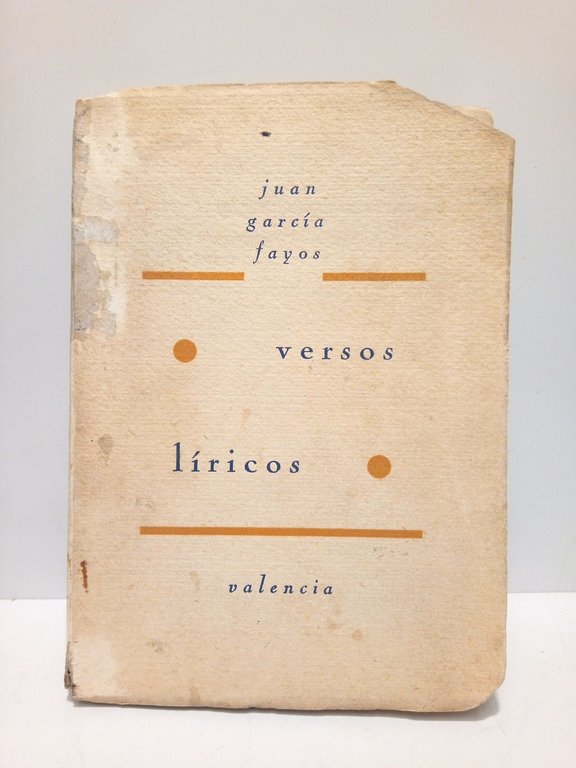 juan
garcía
fayos
versos
líricos
valencia